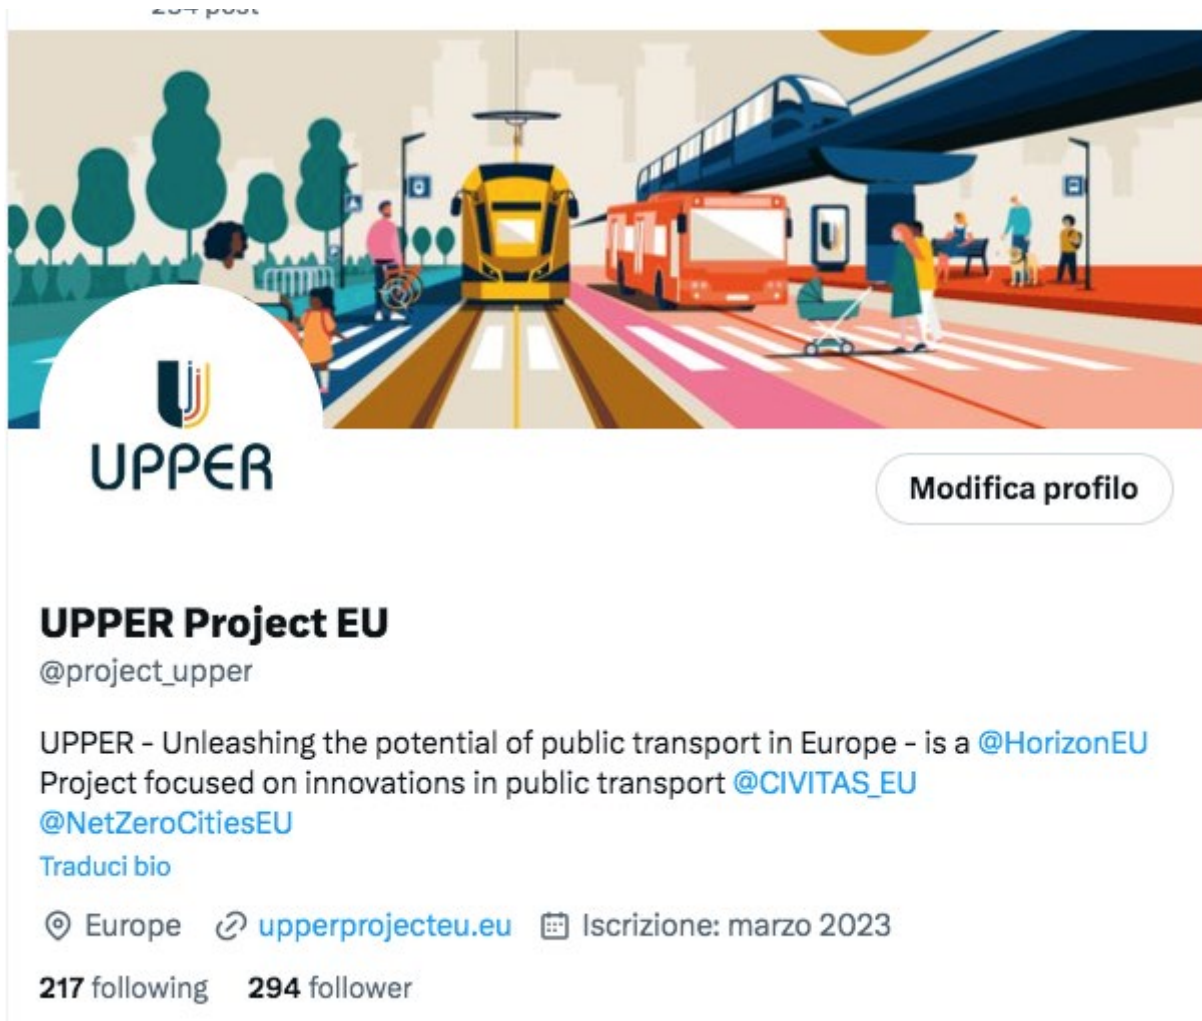 UPPER
Modifica profilo
UPPER Project EU
@project_upper
UPPER - Unleashing the potential of public transport in Europe - is a @HorizonEU
Project focused on innovations in public transport @CIVITAS_EU
@NetZeroCitiesEU
Traduci bio
Europe upperprojecteu.eu Iscrizione: marzo 2023
217 following 294 follower